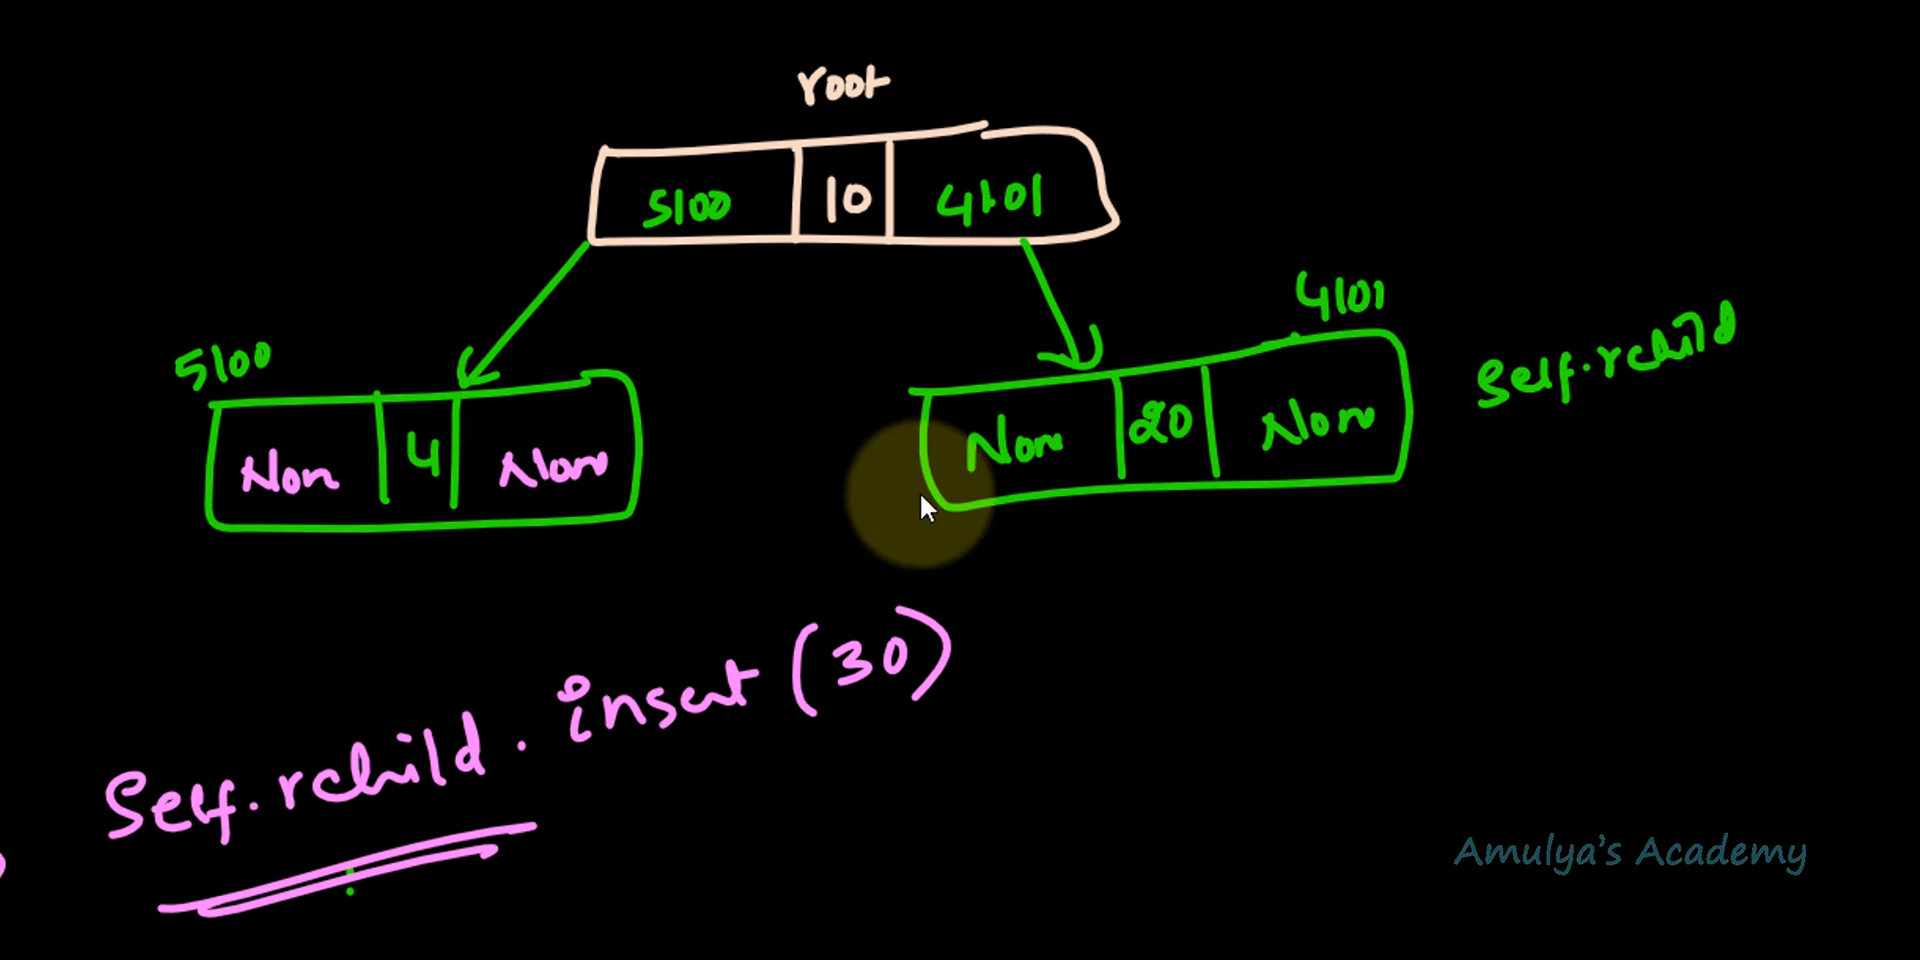 root
5100 10 4101
4101
5100
Self.rchild
Non 4 Non
Non 20 Non
Self.rchild.insert(30)
Amulya's Academy